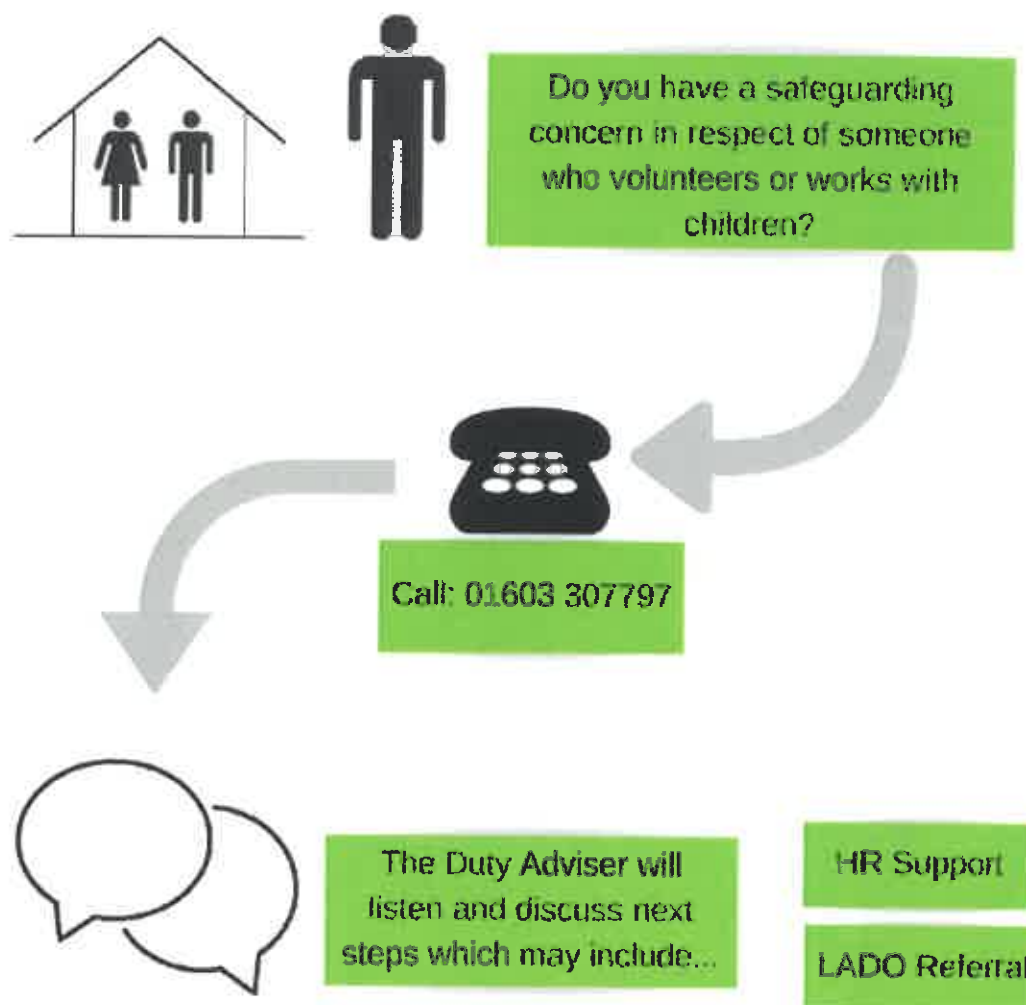 Do you have a safeguarding
concern in respect of someone
who volunteers or works with
children?
Call: 01603 307797
The Duty Adviser will
listen and discuss next
steps which may include...
HR Support
LADO Referral